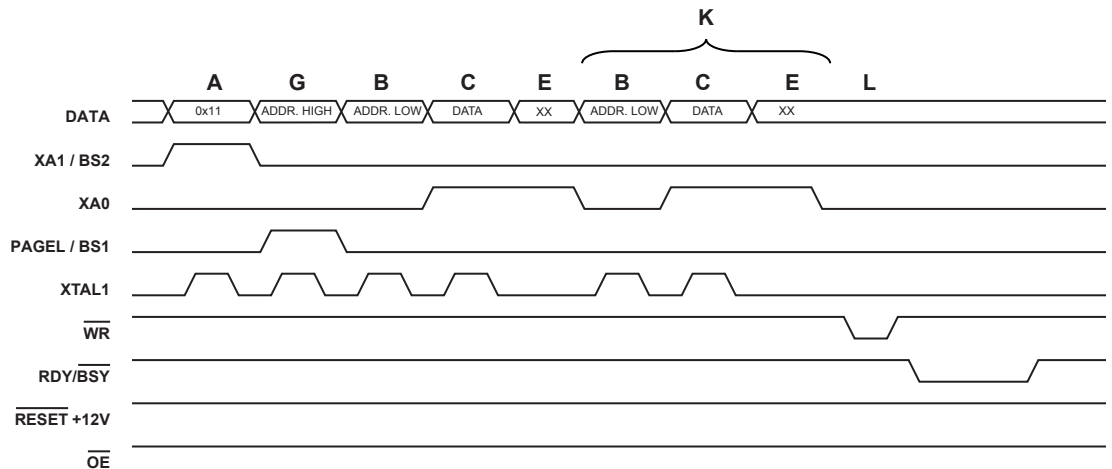 K
A G B C E B C E L
DATA 0x11 ADDR. HIGH ADDR. LOW DATA XX ADDR. LOW DATA XX
XA1 / BS2
XA0
PAGEL / BS1
XTAL1
WR
RDY/BSY
RESET +12V
OE